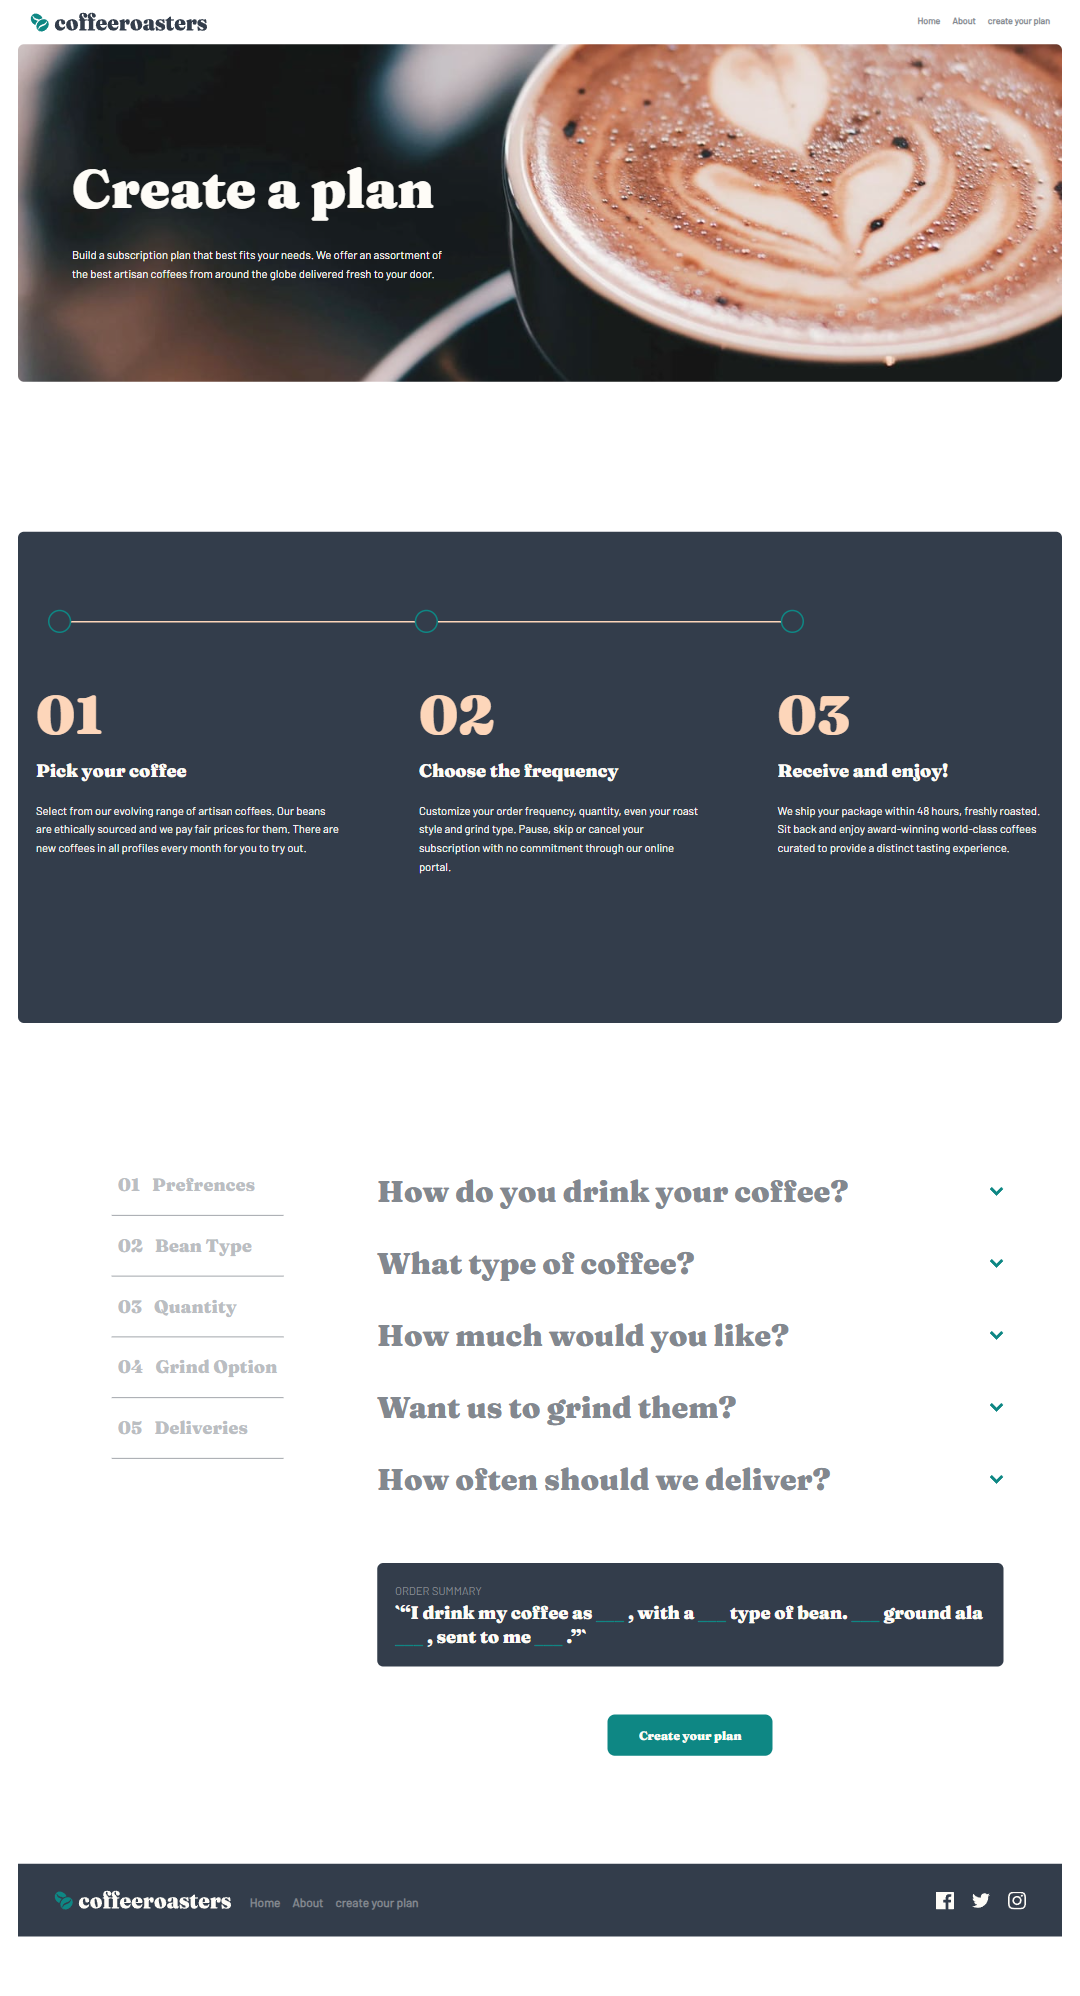 coffeeroasters
Home About create your plan
Create a plan
Build a subscription plan that best fits your needs. We offer an assortment of
the best artisan coffees from around the globe delivered fresh to your door.
01
Pick your coffee
Select from our evolving range of artisan coffees. Our beans
are ethically sourced and we pay fair prices for them. There are
new coffees in all profiles every month for you to try out.
02
Choose the frequency
Customize your order frequency, quantity, even your roast
style and grind type. Pause, skip or cancel your
subscription with no commitment through our online
portal.
03
Receive and enjoy!
We ship your package within 48 hours, freshly roasted.
Sit back and enjoy award-winning world-class coffees
curated to provide a distinct tasting experience.
01 Prefrences
02 Bean Type
03 Quantity
04 Grind Option
05 Deliveries
How do you drink your coffee?
What type of coffee?
How much would you like?
Want us to grind them?
How often should we deliver?
ORDER SUMMARY
`“I drink my coffee as ___ , with a ___ type of bean. ___ ground ala
___ , sent to me ___ .”`
Create your plan
coffeeroasters Home About create your plan